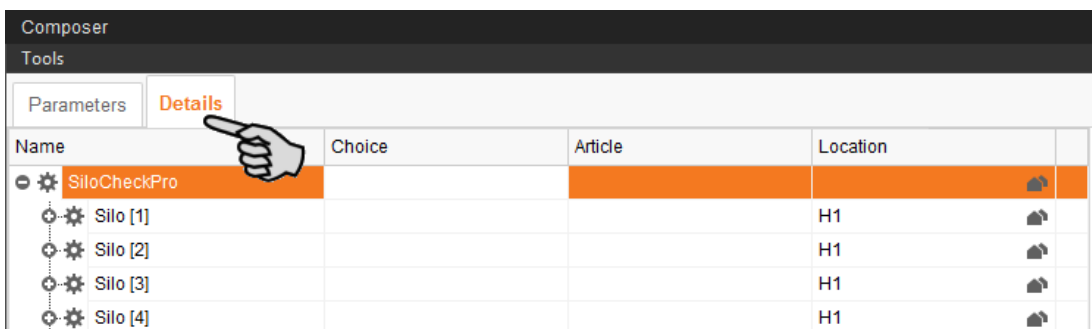 Composer
Tools
Parameters Details
Name Choice Article Location
SiloCheckPro
Silo [1] H1
Silo [2] H1
Silo [3] H1
Silo [4] H1